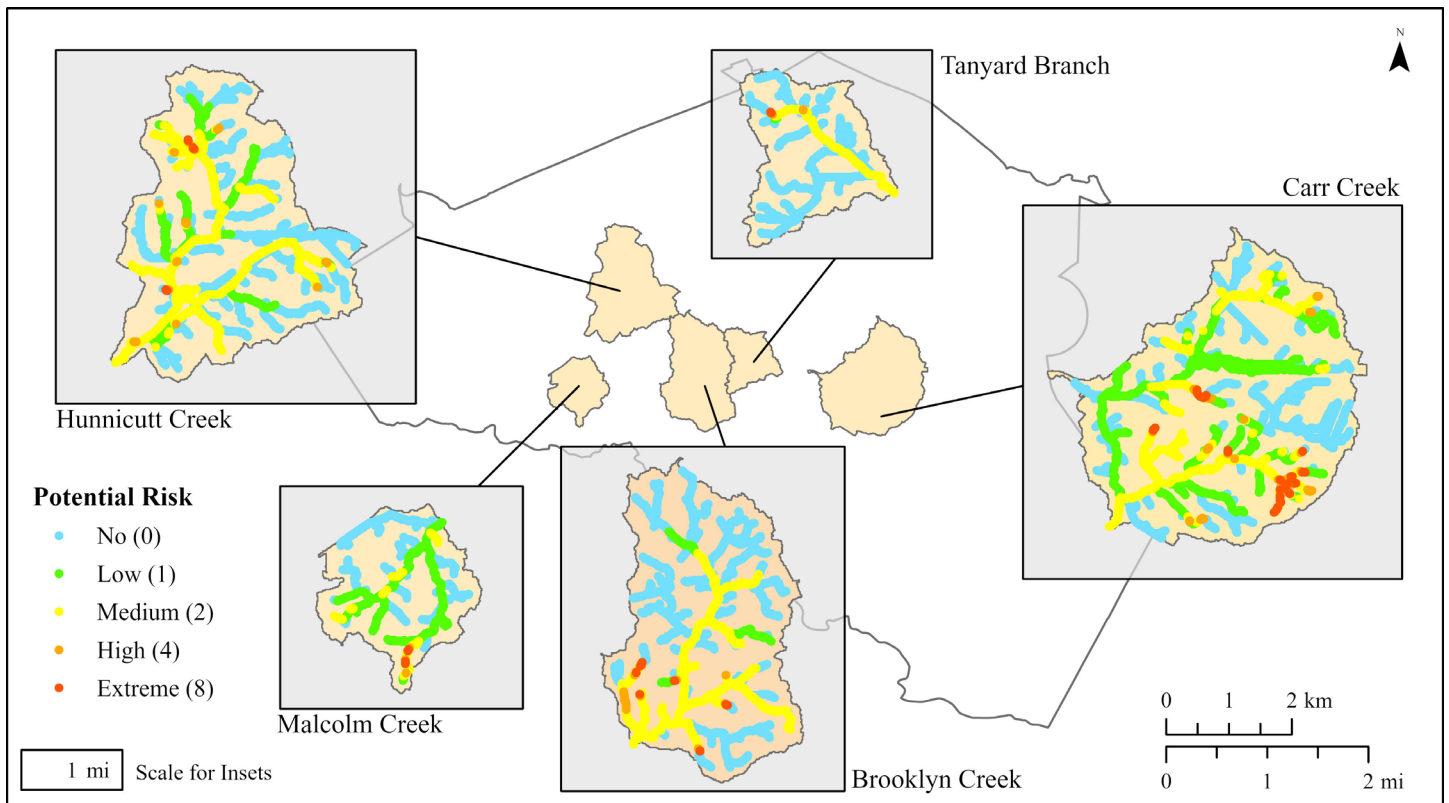 N
Tanyard Branch
Carr Creek
Hunnicutt Creek
Potential Risk
No (0)
Low (1)
Medium (2)
High (4)
Extreme (8)
Malcolm Creek
Brooklyn Creek
1 mi
Scale for Insets
0 1 2 km
0 1 2 mi